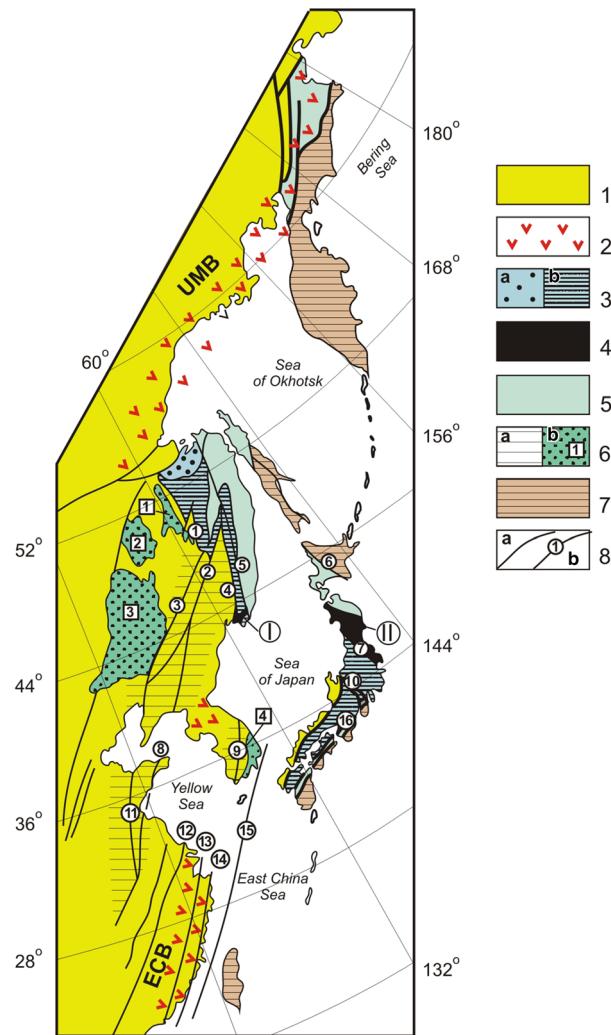 180°
Bering
Sea
1
2
a
b
3
UMB
168°
4
60°
Sea
of Okhotsk
5
a
b
1
6
156°
7
a
1
b
8
1
1
52°
2
2
5
6
3
4
3
I
II
7
144°
44°
Sea
of Japan
10
4
16
8
9
Yellow
Sea
11
36°
12
13
15
14
East China
Sea
ECB
28°
132°